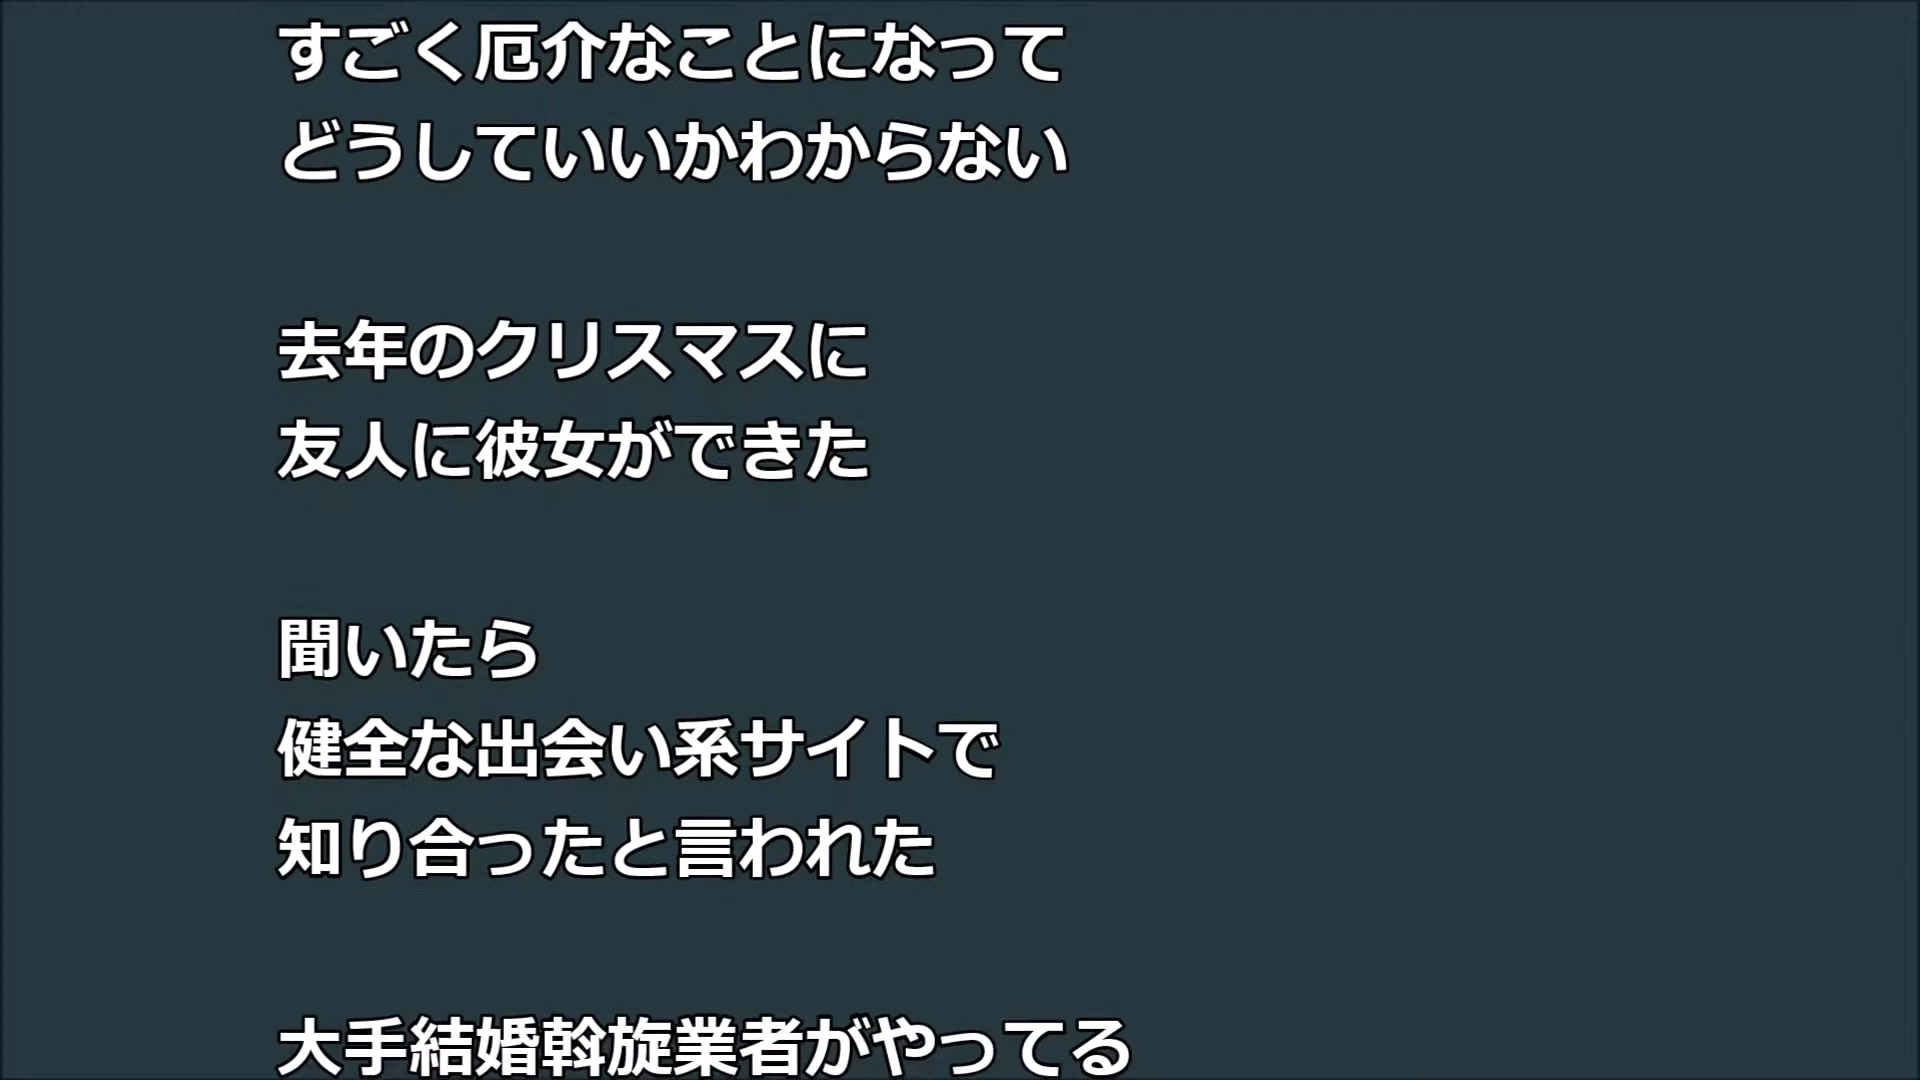 すごく厄介なことになって
どうしていいかわからない
去年のクリスマスに
友人に彼女ができた
聞いたら
健全な出会い系サイトで
知り合ったと言われた
大手結婚斡旋業者がやってる